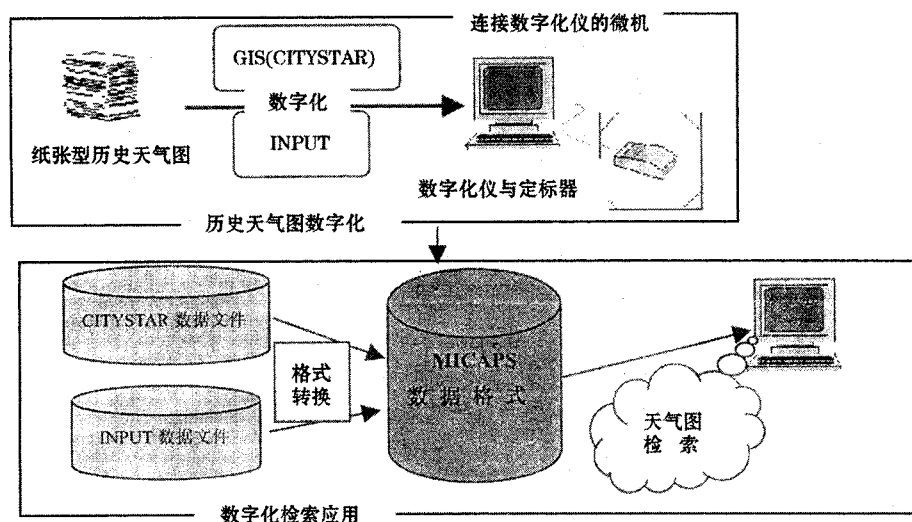 连接数字化仪的微机
GIS(CITYSTAR)
数字化
INPUT
纸张型历史天气图
数字化仪与定标器
历史天气图数字化
CITYSTAR 数据文件
格式
转换
MICAPS
数据格式
INPUT 数据文件
天气图
检索
数字化检索应用